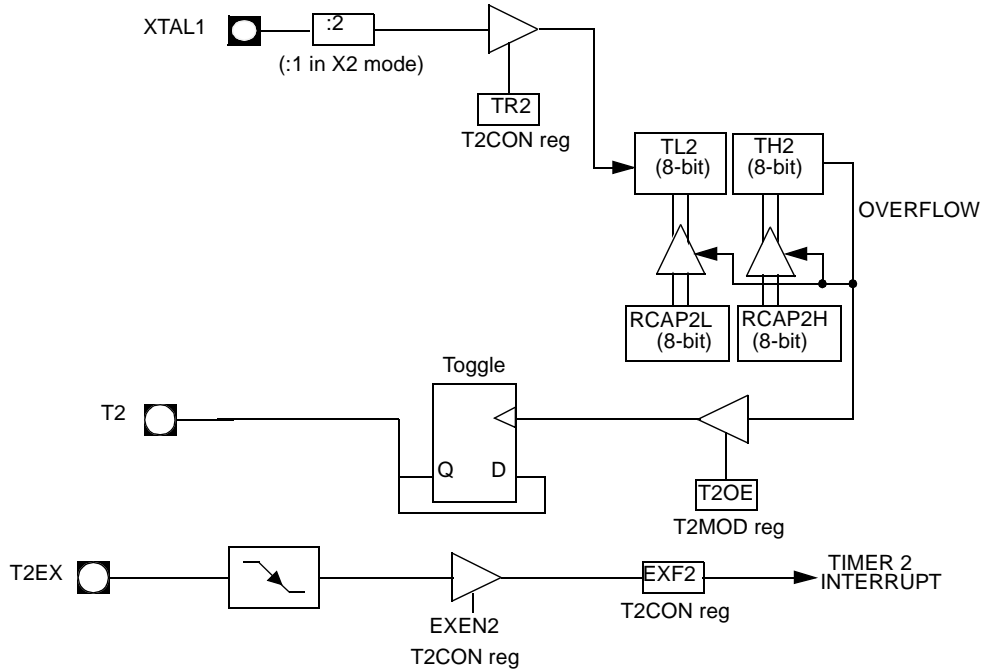 XTAL1
:2
(:1 in X2 mode)
TR2
T2CON reg
TL2
(8-bit)
TH2
(8-bit)
OVERFLOW
RCAP2L
(8-bit)
RCAP2H
(8-bit)
Toggle
T2
Q
D
T2OE
T2MOD reg
T2EX
EXEN2
T2CON reg
EXF2
T2CON reg
TIMER 2
INTERRUPT